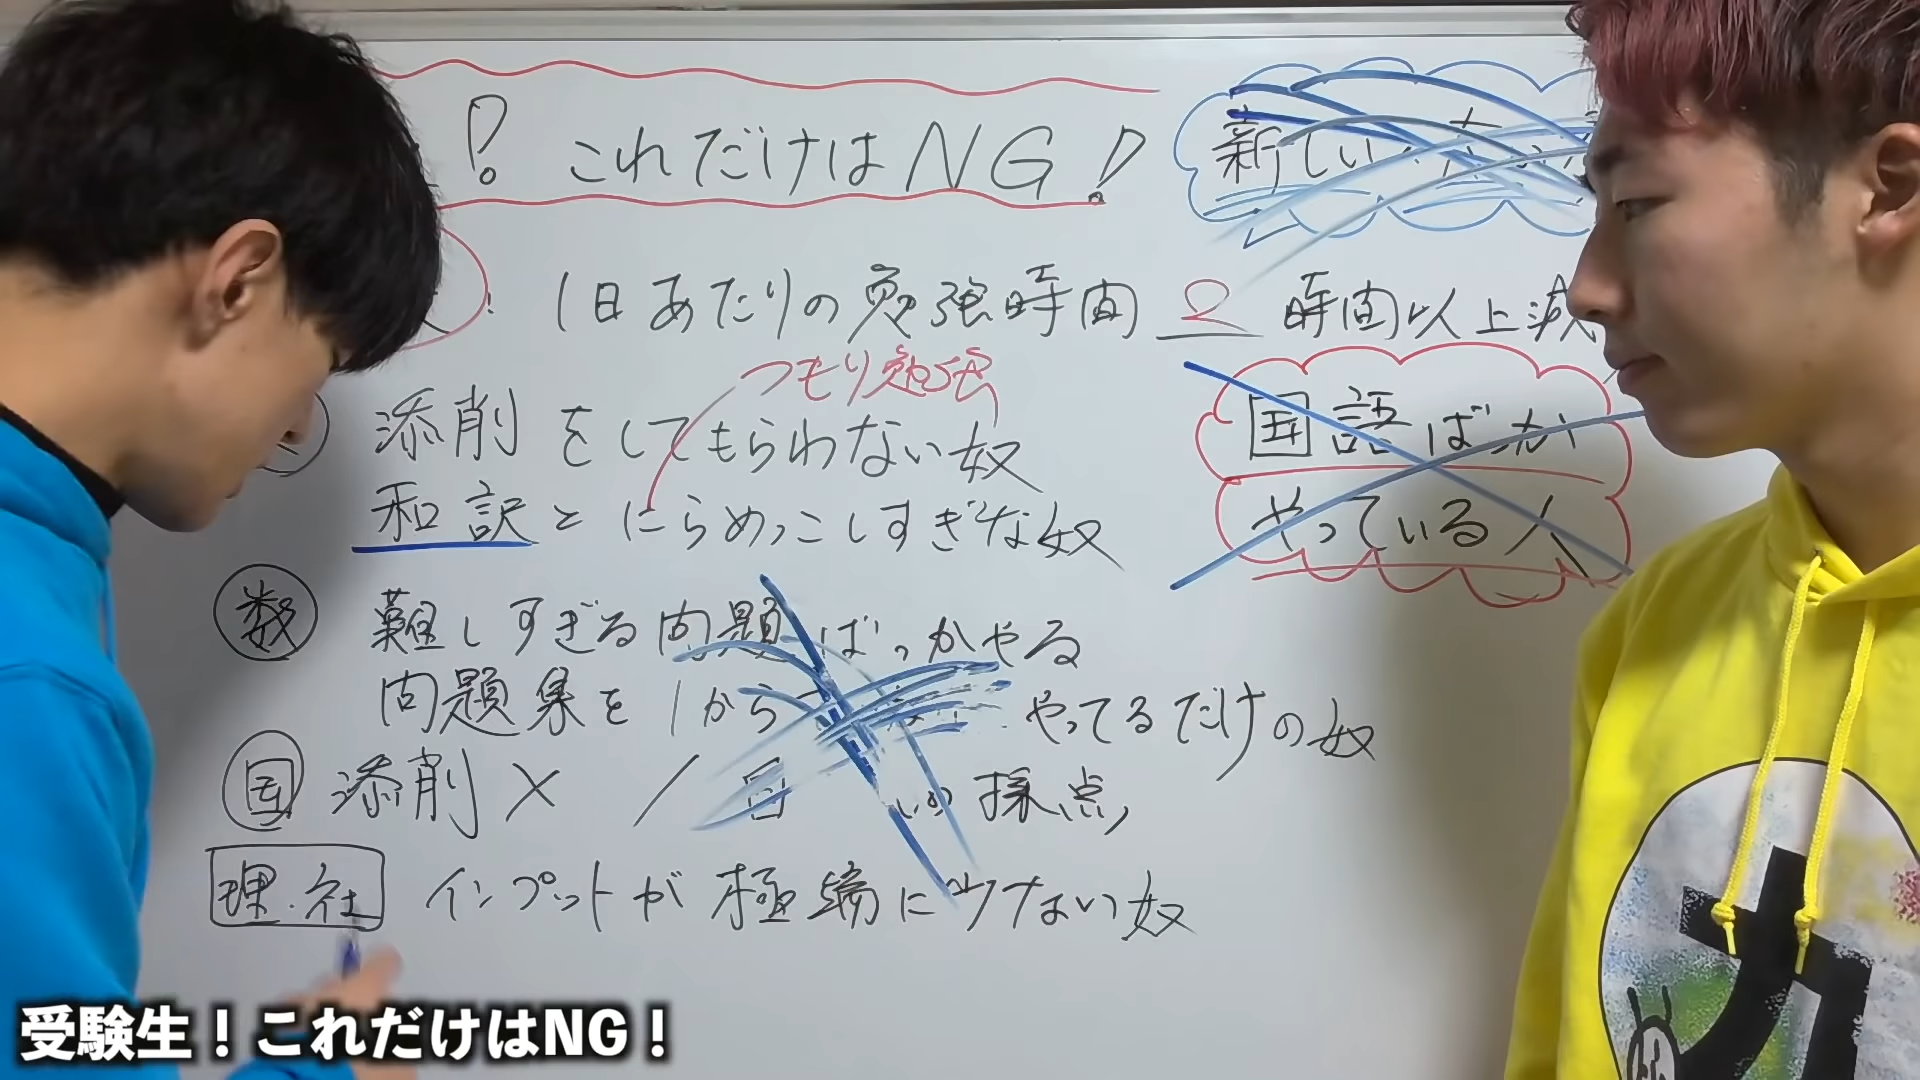 ！ これだけはNG！
新しい
1日あたりの勉強時間 2 時間以上減
つもり勉強
添削をしてもらわない奴
和訳とにらめっこしすぎな奴
国語ばっか
やっている人
数 難しすぎる問題ばっかやる
問題集を1から やってるだけの奴
国 添削× / 採点
理・社 インプットが極端に少ない奴
カ
受験生！これだけはNG！